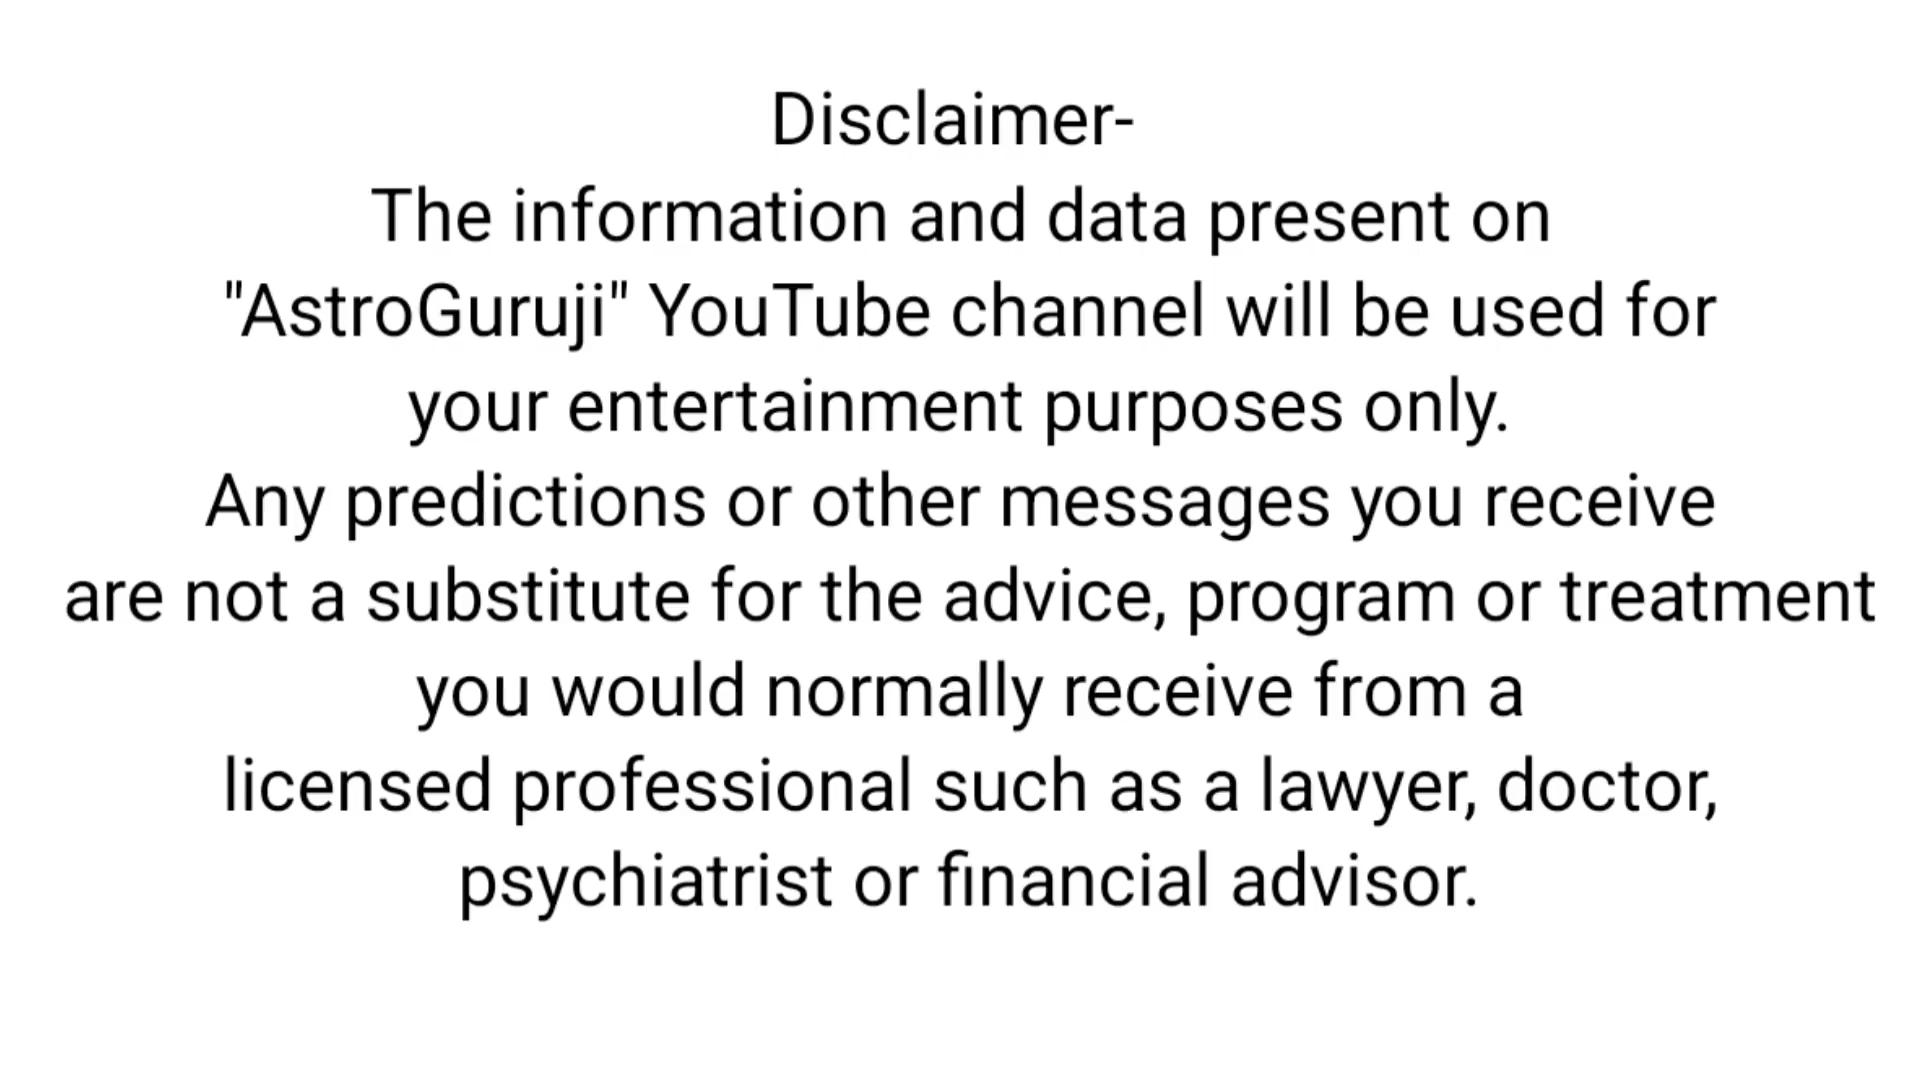 Disclaimer-
The information and data present on
"AstroGuruji" YouTube channel will be used for
your entertainment purposes only.
Any predictions or other messages you receive
are not a substitute for the advice, program or treatment
you would normally receive from a
licensed professional such as a lawyer, doctor,
psychiatrist or financial advisor.